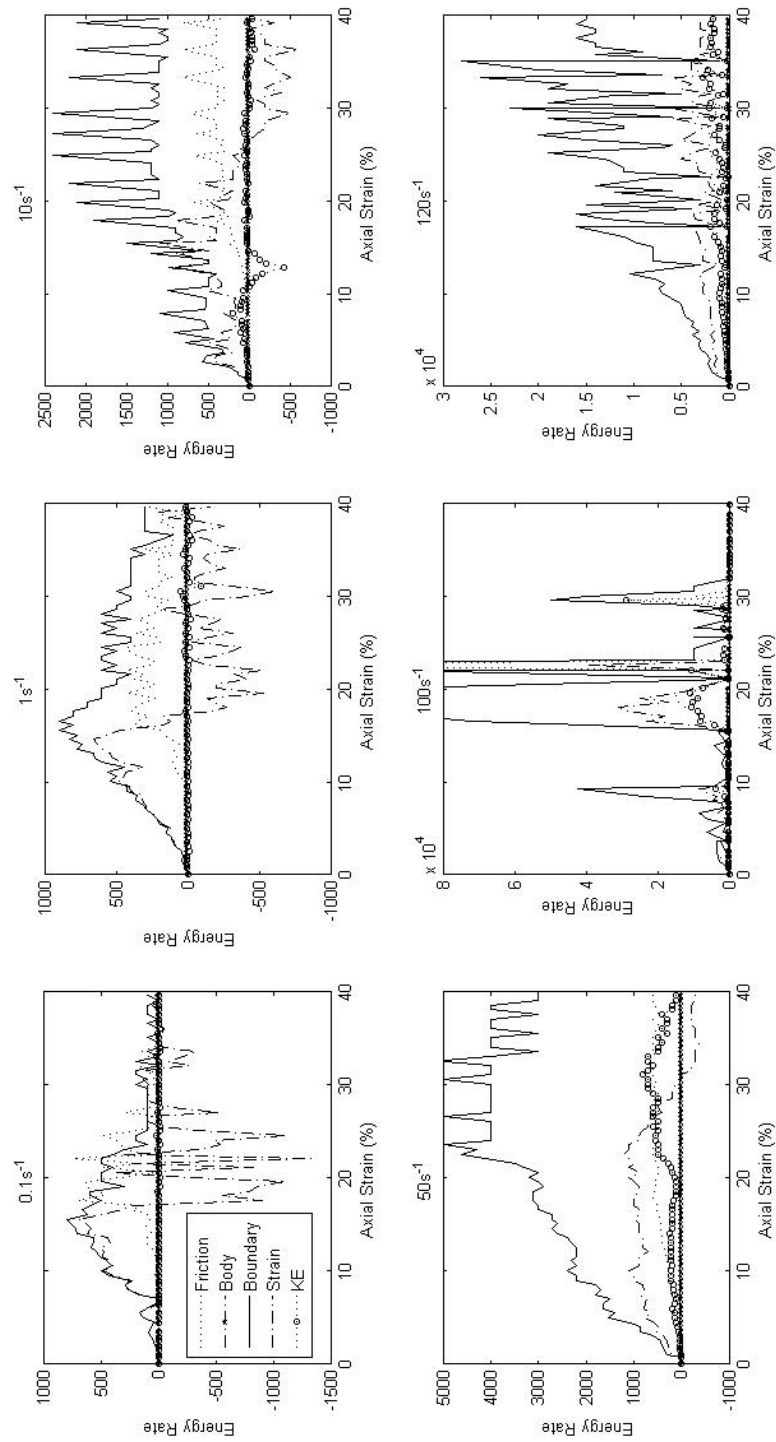 0.1s⁻¹
1000
500
0
-500
-1000
-1500
Energy Rate
Friction
Body
Boundary
Strain
KE
0 10 20 30 40
Axial Strain (%)
1s⁻¹
1000
500
0
-500
-1000
Energy Rate
0 10 20 30 40
Axial Strain (%)
10s⁻¹
2500
2000
1500
1000
500
0
-500
-1000
Energy Rate
0 10 20 30 40
Axial Strain (%)
50s⁻¹
5000
4000
3000
2000
1000
0
-1000
Energy Rate
0 10 20 30 40
Axial Strain (%)
100s⁻¹
x 10⁴
8
6
4
2
0
Energy Rate
0 10 20 30 40
Axial Strain (%)
120s⁻¹
x 10⁴
3
2.5
2
1.5
1
0.5
0
Energy Rate
0 10 20 30 40
Axial Strain (%)